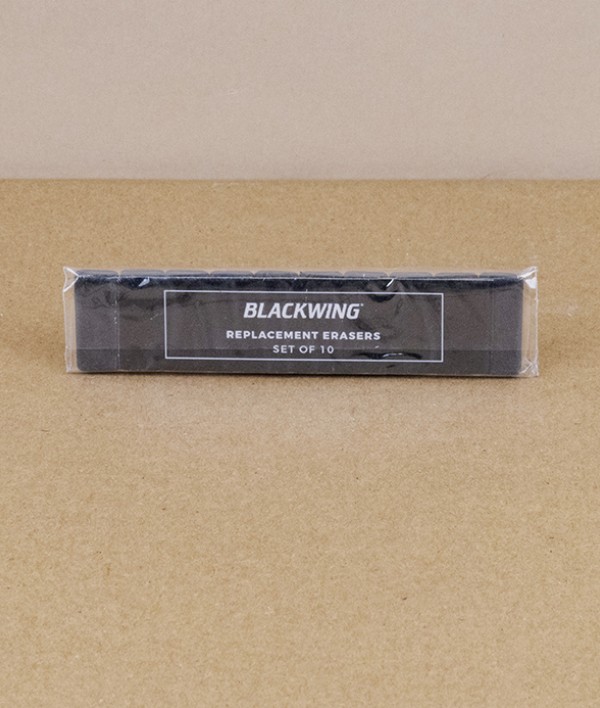 BLACKWING
REPLACEMENT ERASERS
SET OF 10